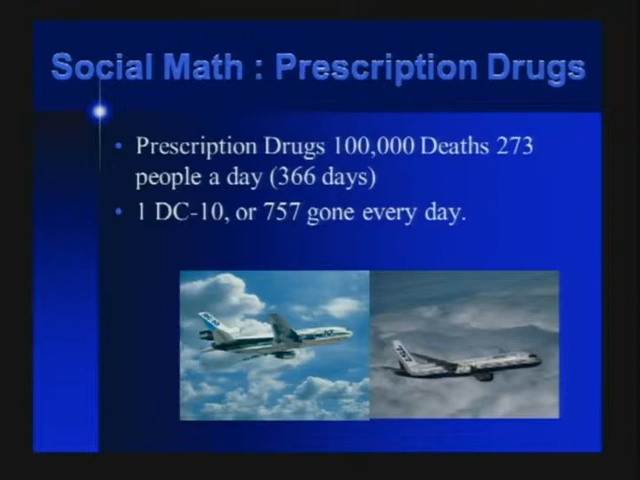 Social Math : Prescription Drugs
Prescription Drugs 100,000 Deaths 273
people a day (366 days)
1 DC-10, or 757 gone every day.
757